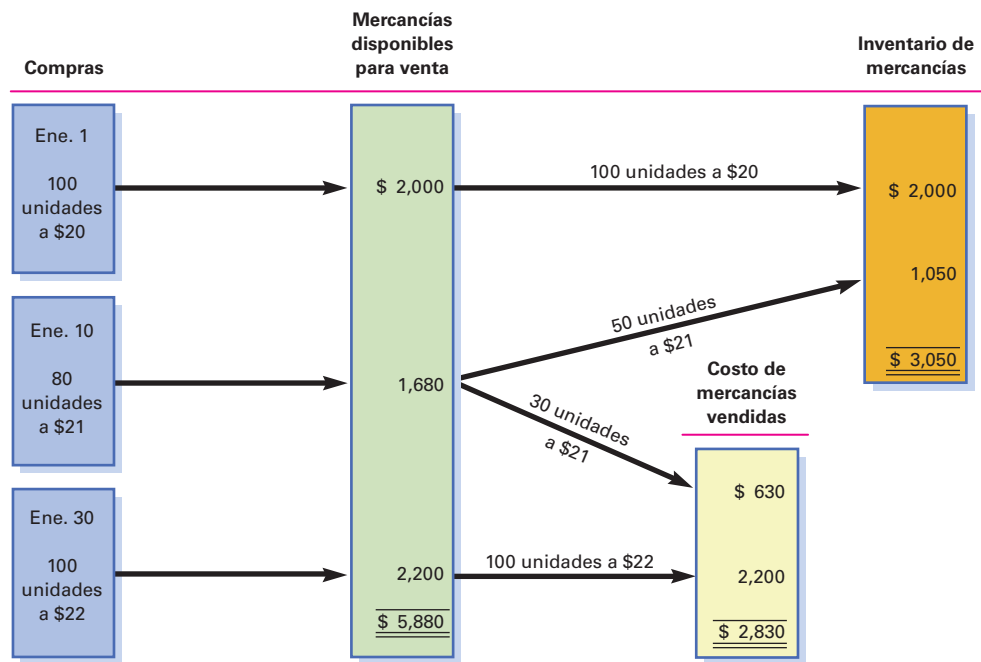 Compras
Mercancías
disponibles
para venta
Inventario de
mercancías
Ene. 1
100
unidades
a $20
$ 2,000
100 unidades a $20
$ 2,000
1,050
$ 3,050
Ene. 10
80
unidades
a $21
1,680
50 unidades
a $21
30 unidades
a $21
Costo de
mercancías
vendidas
$ 630
2,200
$ 2,830
Ene. 30
100
unidades
a $22
2,200
$ 5,880
100 unidades a $22